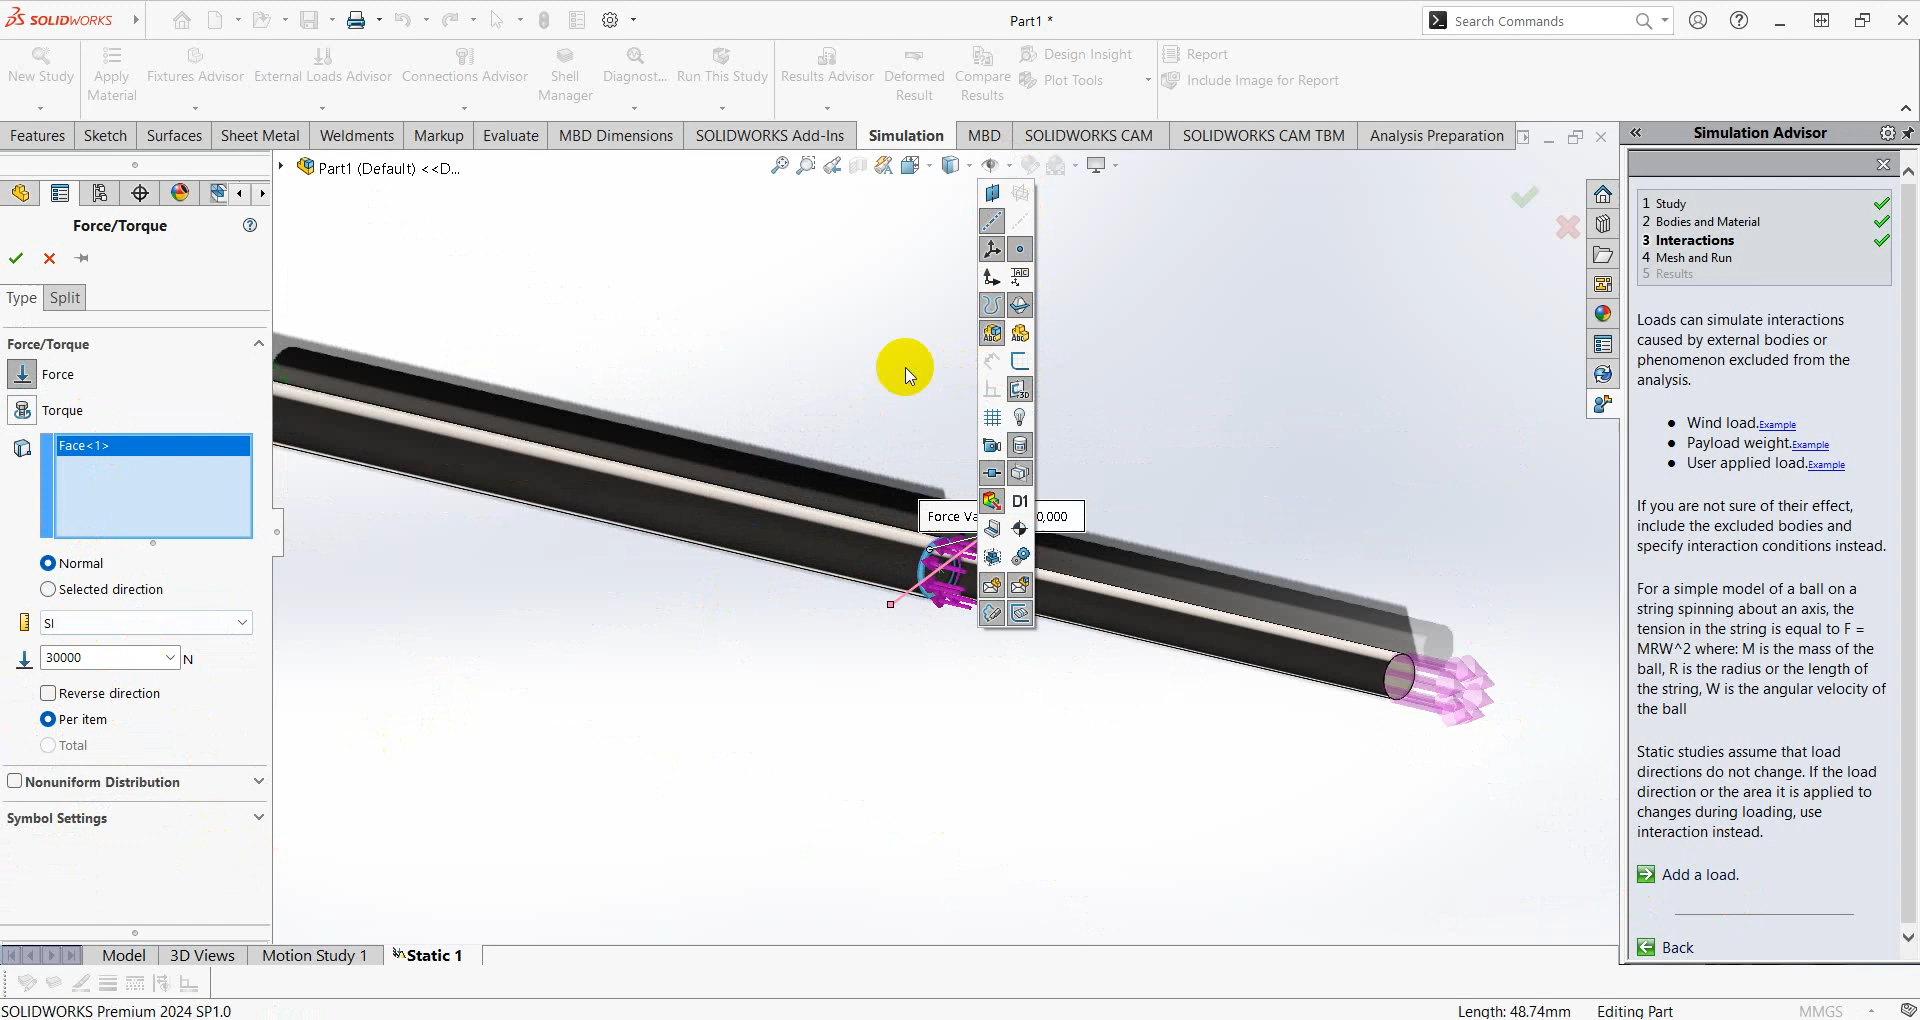 SOLIDWORKS
Part1 *
Search Commands
New Study
Apply Material
Fixtures Advisor
External Loads Advisor
Connections Advisor
Shell Manager
Diagnost...
Run This Study
Results Advisor
Deformed Result
Compare Results
Design Insight
Plot Tools
Report
Include Image for Report
Features
Sketch
Surfaces
Sheet Metal
Weldments
Markup
Evaluate
MBD Dimensions
SOLIDWORKS Add-Ins
Simulation
MBD
SOLIDWORKS CAM
SOLIDWORKS CAM TBM
Analysis Preparation
Simulation Advisor
Part1 (Default) <<D...
Force/Torque
Type
Split
Force/Torque
Force
Torque
Face<1>
Normal
Selected direction
SI
30000
N
Reverse direction
Per item
Total
Nonuniform Distribution
Symbol Settings
D1
Force Va
0,000
1 Study
2 Bodies and Material
3 Interactions
4 Mesh and Run
5 Results
Loads can simulate interactions
caused by external bodies or
phenomenon excluded from the
analysis.
Wind load.Example
Payload weight.Example
User applied load.Example
If you are not sure of their effect,
include the excluded bodies and
specify interaction conditions instead.
For a simple model of a ball on a
string spinning about an axis, the
tension in the string is equal to F =
MRW^2 where: M is the mass of the
ball, R is the radius or the length of
the string, W is the angular velocity of
the ball
Static studies assume that load
directions do not change. If the load
direction or the area it is applied to
changes during loading, use
interaction instead.
Add a load.
Back
Model
3D Views
Motion Study 1
Static 1
SOLIDWORKS Premium 2024 SP1.0
Length: 48.74mm
Editing Part
MMGS